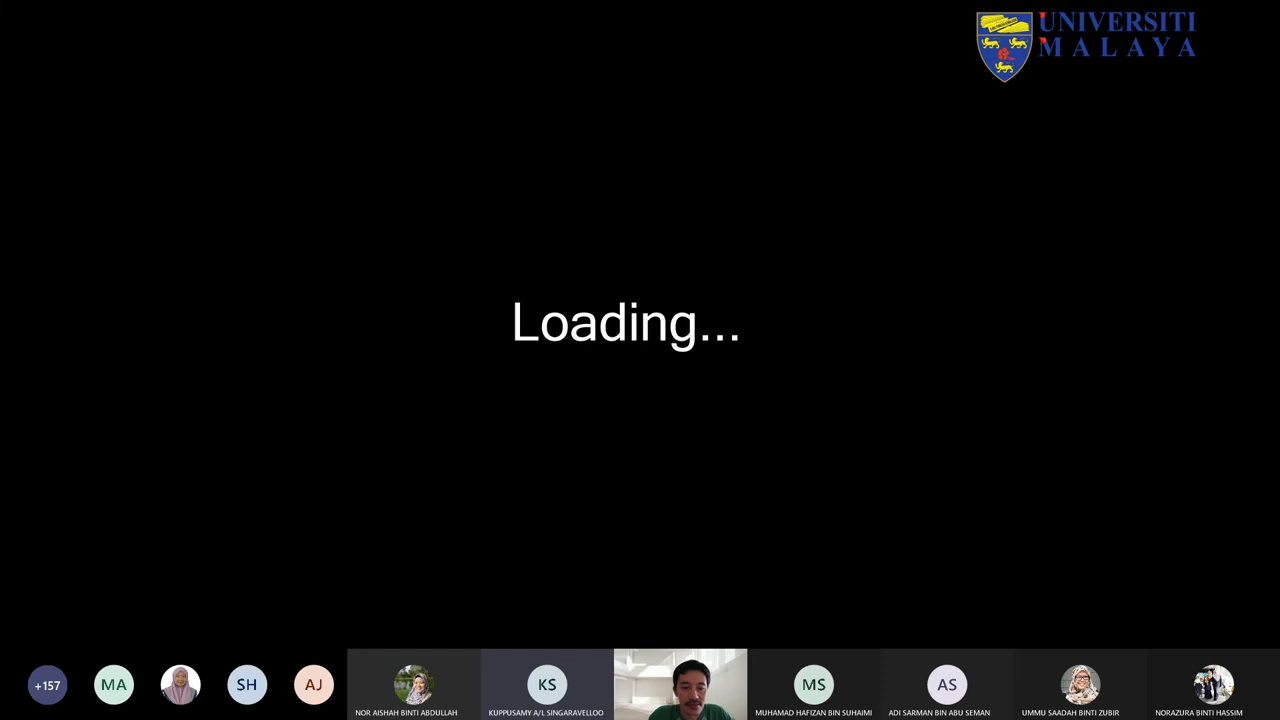 UNIVERSITI
MALAYA
Loading...
+157
MA
SH
AJ
KS
MS
AS
NOR AISHAH BINTI ABDULLAH
KUPPUSAMY A/L SINGARAVELLOO
MUHAMAD HAFIZAN BIN SUHAIMI
ADI SARMAN BIN ABU SEMAN
UMMU SAADAH BINTI ZUBIR
NORAZURA BINTI HASSIM